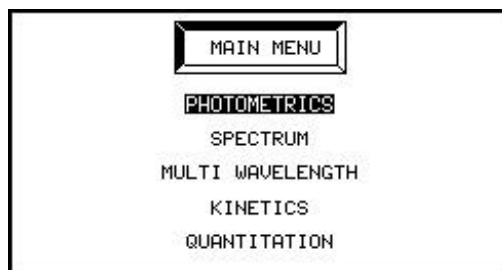 MAIN MENU
PHOTOMETRICS
SPECTRUM
MULTI WAVELENGTH
KINETICS
QUANTITATION